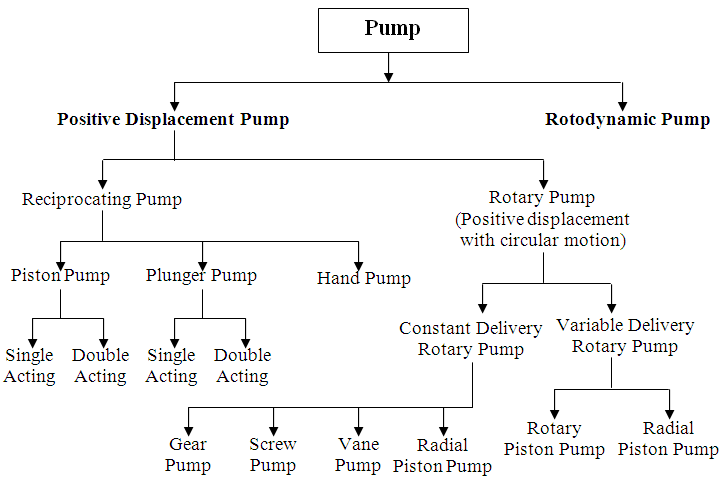 Pump
Positive Displacement Pump
Rotodynamic Pump
Reciprocating Pump
Rotary Pump
(Positive displacement
with circular motion)
Piston Pump
Plunger Pump
Hand Pump
Single
Acting
Double
Acting
Single
Acting
Double
Acting
Constant Delivery
Rotary Pump
Variable Delivery
Rotary Pump
Gear
Pump
Screw
Pump
Vane
Pump
Radial
Piston Pump
Rotary
Piston Pump
Radial
Piston Pump